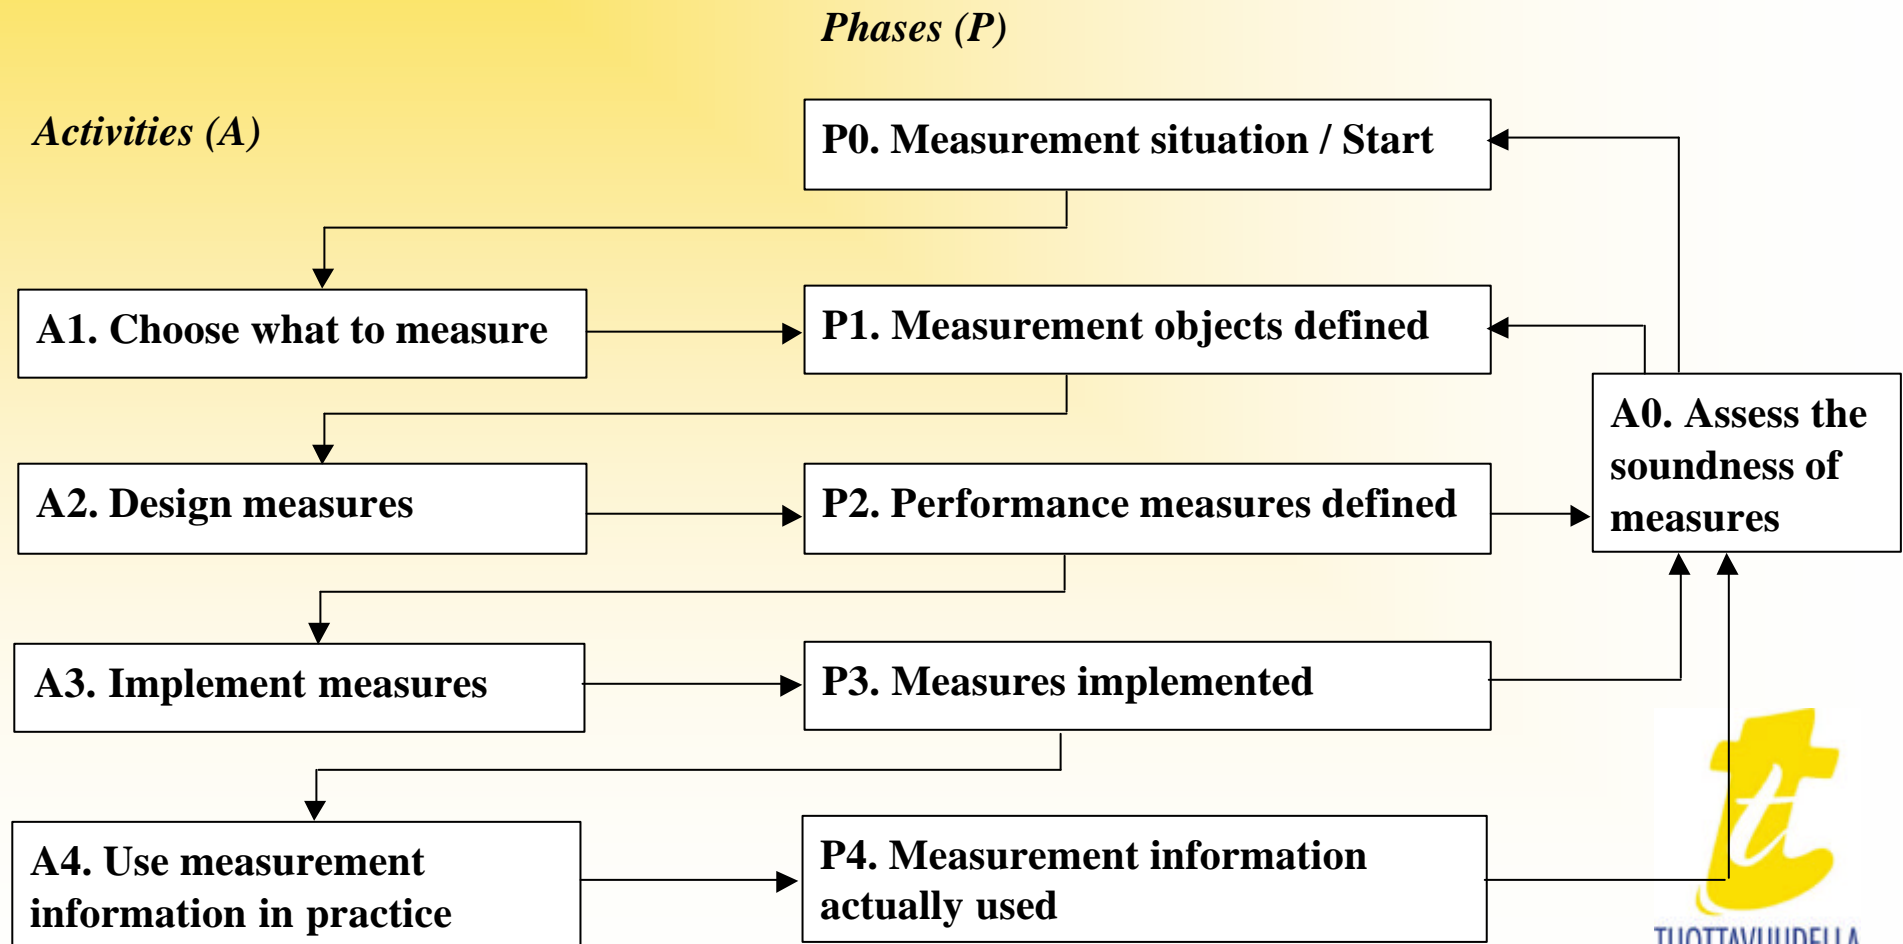 Phases (P)
Activities (A)
P0. Measurement situation / Start
A1. Choose what to measure
P1. Measurement objects defined
A0. Assess the
soundness of
measures
A2. Design measures
P2. Performance measures defined
A3. Implement measures
P3. Measures implemented
A4. Use measurement
information in practice
P4. Measurement information
actually used
TUOTTAVUUDELLA